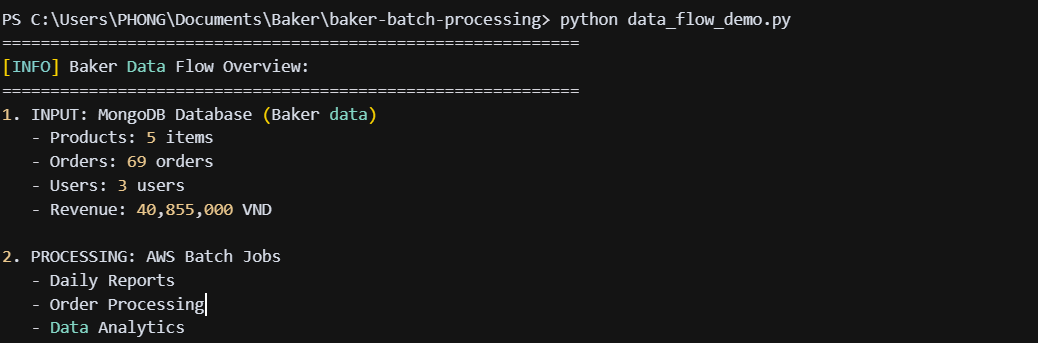 PS C:\Users\PHONG\Documents\Baker\baker-batch-processing> python data_flow_demo.py
============================================================
[INFO] Baker Data Flow Overview:
============================================================
1. INPUT: MongoDB Database (Baker data)
   - Products: 5 items
   - Orders: 69 orders
   - Users: 3 users
   - Revenue: 40,855,000 VND

2. PROCESSING: AWS Batch Jobs
   - Daily Reports
   - Order Processing
   - Data Analytics